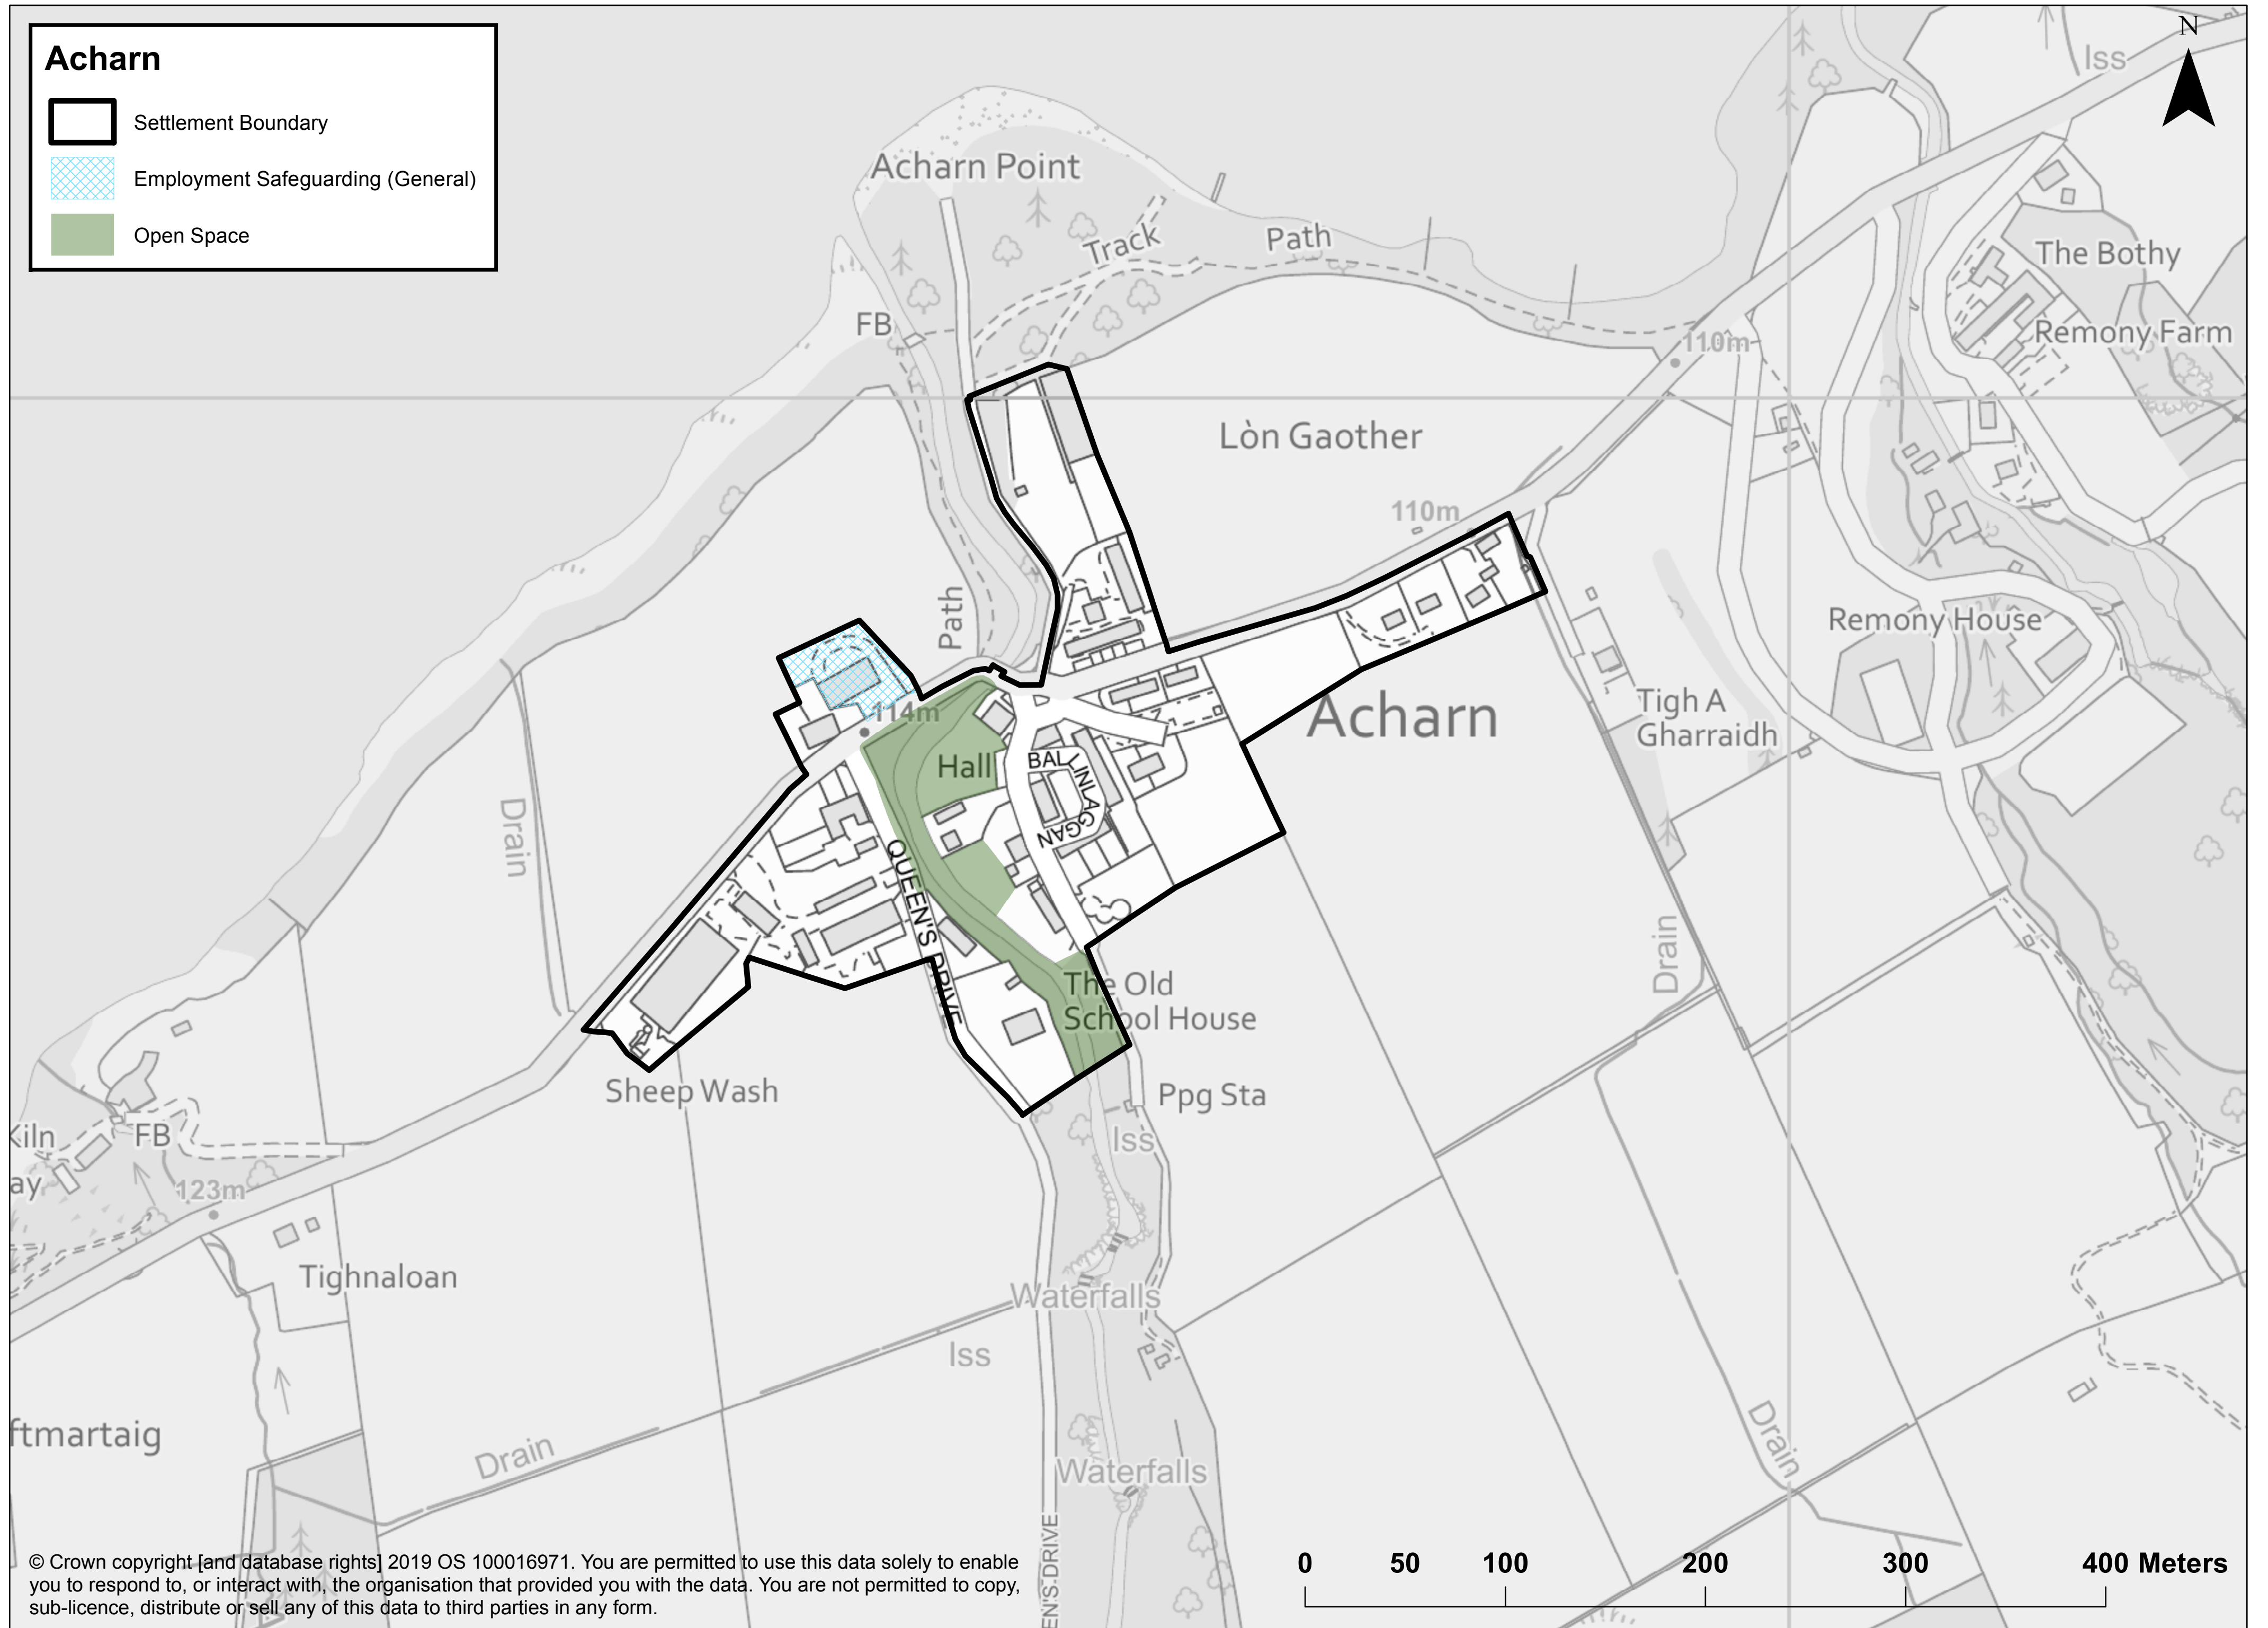 Acharn
Settlement Boundary
Employment Safeguarding (General)
Open Space
N
Iss
Acharn Point
Track
Path
The Bothy
FB
Remony Farm
110m
Lòn Gaother
110m
Path
Remony House
114m
Acharn
Tigh A
Gharraidh
Hall
BALLINLAGGAN
Drain
QUEEN'S DRIVE
Drain
The Old
School House
Sheep Wash
Ppg Sta
Kiln
FB
Iss
ay
123m
Tighnaloan
Waterfalls
Iss
ftmartaig
Drain
Drain
Waterfalls
EN'S DRIVE
© Crown copyright [and database rights] 2019 OS 100016971. You are permitted to use this data solely to enable
you to respond to, or interact with, the organisation that provided you with the data. You are not permitted to copy,
sub-licence, distribute or sell any of this data to third parties in any form.
0 50 100 200 300 400 Meters